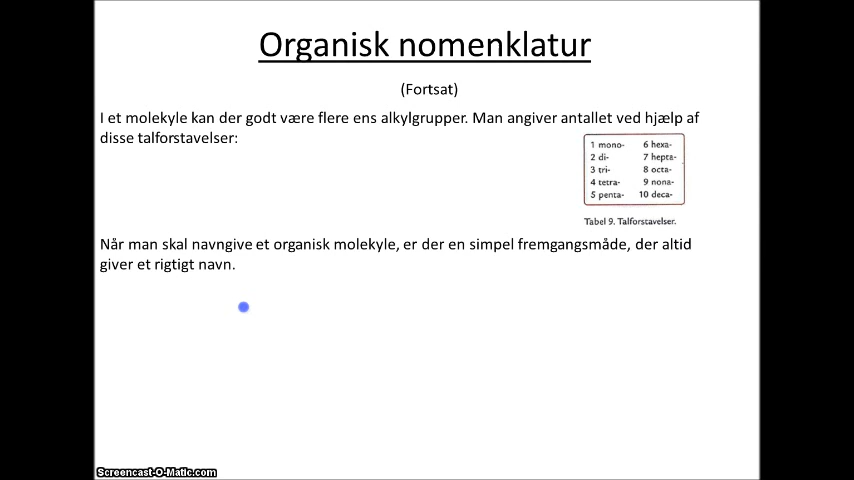 Organisk nomenklatur
(Fortsat)
I et molekyle kan der godt være flere ens alkylgrupper. Man angiver antallet ved hjælp af
disse talforstavelser:
1 mono- 6 hexa-
2 di- 7 hepta-
3 tri- 8 octa-
4 tetra- 9 nona-
5 penta- 10 deca-
Tabel 9. Talforstavelser.
Når man skal navngive et organisk molekyle, er der en simpel fremgangsmåde, der altid
giver et rigtigt navn.
Screencast-O-Matic.com